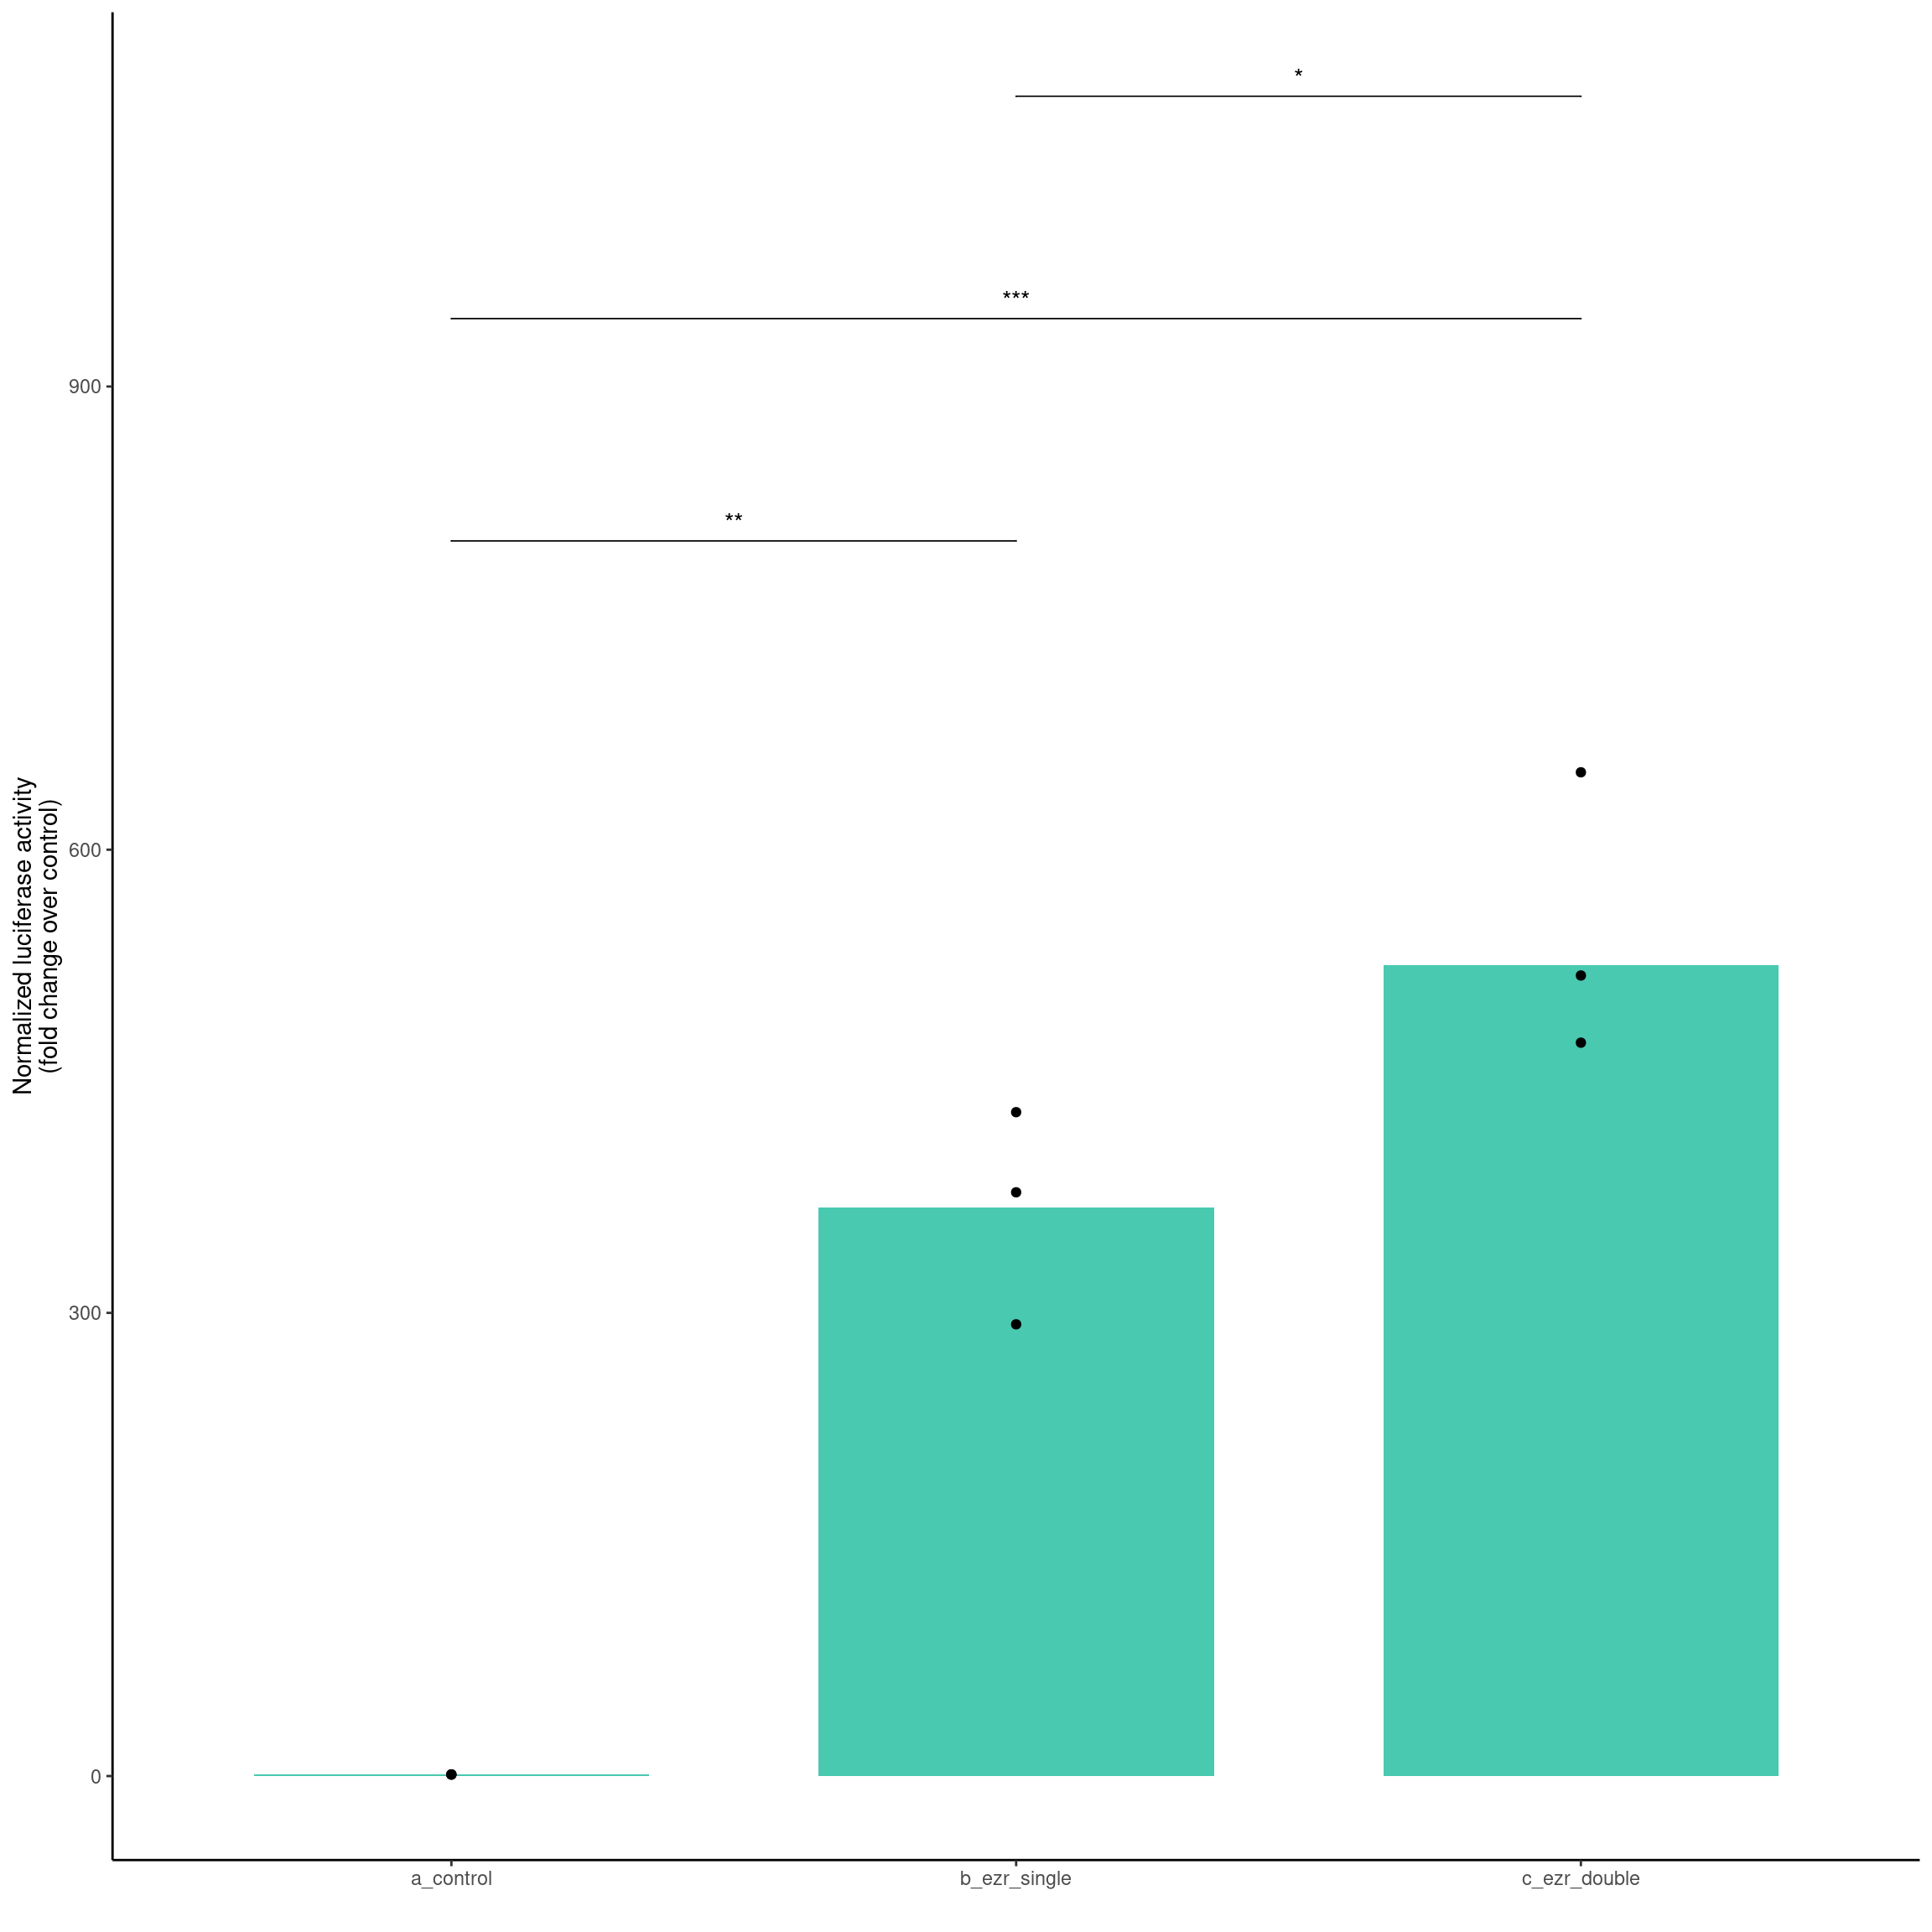 *
***
900
**
600
Normalized luciferase activity
(fold change over control)
300
0
a_control
b_ezr_single
c_ezr_double